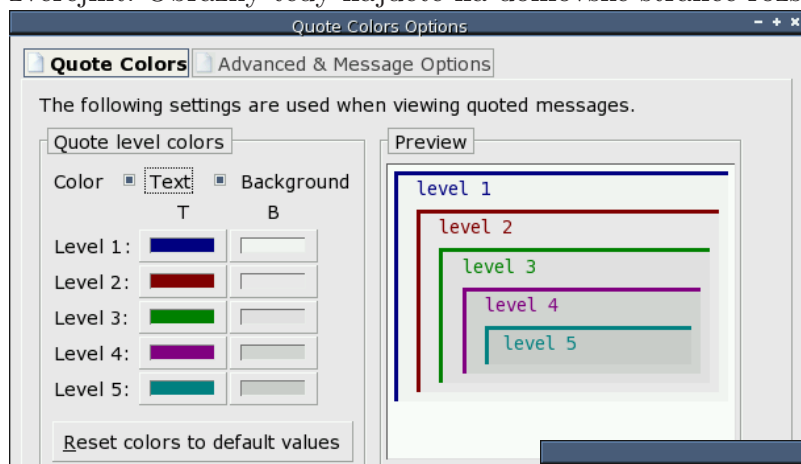 Quote Colors Options
Quote Colors Advanced & Message Options
The following settings are used when viewing quoted messages.
Quote level colors
Color Text Background
T B
Level 1:
Level 2:
Level 3:
Level 4:
Level 5:
Reset colors to default values
Preview
level 1
level 2
level 3
level 4
level 5